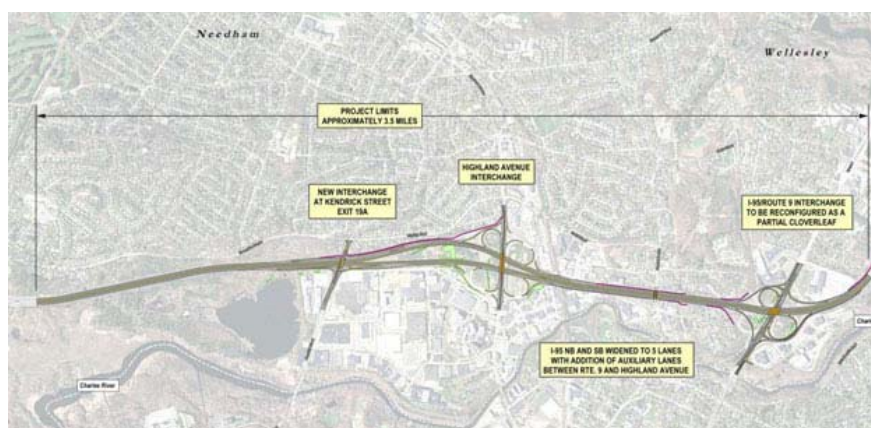 Needham
Wellesley
PROJECT LIMITS
APPROXIMATELY 3.5 MILES
HIGHLAND AVENUE
INTERCHANGE
NEW INTERCHANGE
AT KENDRICK STREET
EXIT 19A
I-95/ROUTE 9 INTERCHANGE
TO BE RECONFIGURED AS A
PARTIAL CLOVERLEAF
I-95 NB AND SB WIDENED TO 5 LANES
WITH ADDITION OF AUXILIARY LANES
BETWEEN RTE. 9 AND HIGHLAND AVENUE
Charles River